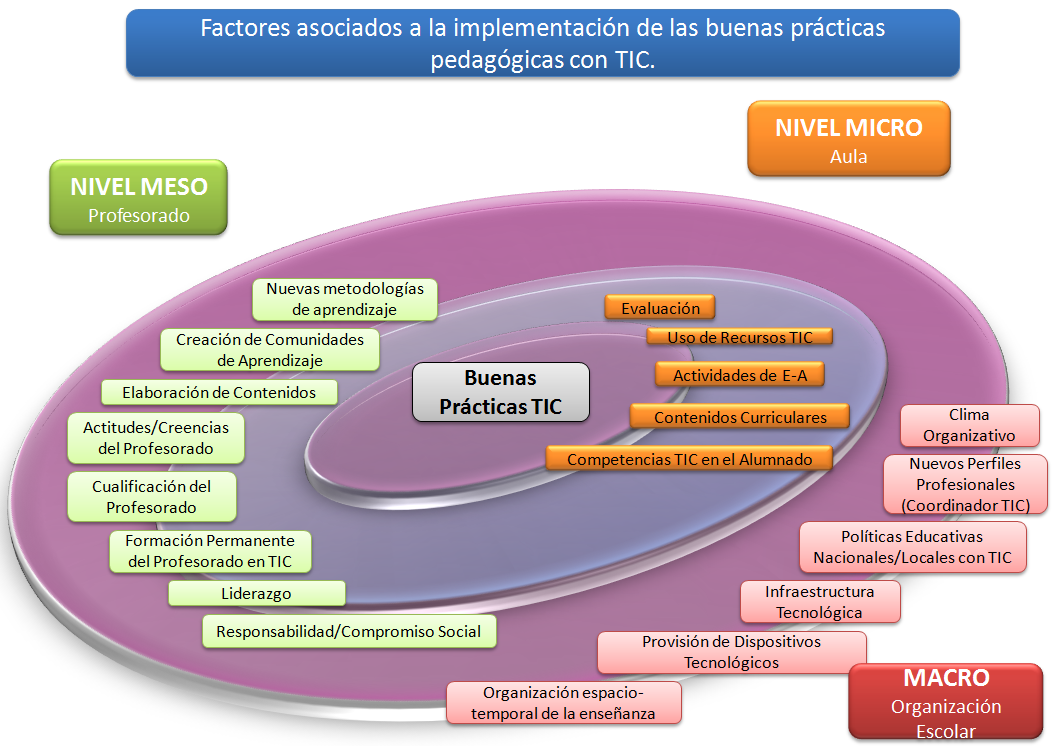 Factores asociados a la implementación de las buenas prácticas
pedagógicas con TIC.
NIVEL MICRO
Aula
NIVEL MESO
Profesorado
Nuevas metodologías
de aprendizaje
Creación de Comunidades
de Aprendizaje
Elaboración de Contenidos
Actitudes/Creencias
del Profesorado
Cualificación del
Profesorado
Formación Permanente
del Profesorado en TIC
Liderazgo
Responsabilidad/Compromiso Social
Buenas
Prácticas TIC
Evaluación
Uso de Recursos TIC
Actividades de E-A
Contenidos Curriculares
Competencias TIC en el Alumnado
Clima
Organizativo
Nuevos Perfiles
Profesionales
(Coordinador TIC)
Políticas Educativas
Nacionales/Locales con TIC
Infraestructura
Tecnológica
Provisión de Dispositivos
Tecnológicos
Organización espacio-
temporal de la enseñanza
MACRO
Organización
Escolar